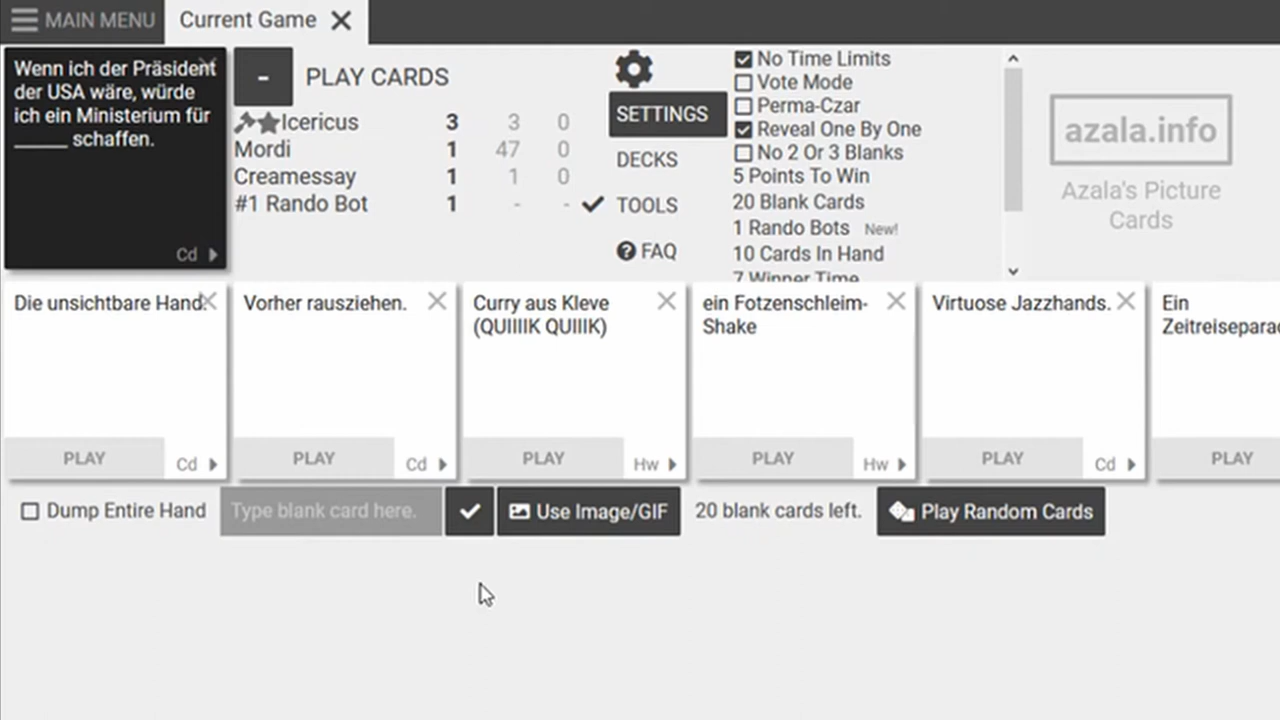 MAIN MENU
Current Game
Wenn ich der Präsident
der USA wäre, würde
ich ein Ministerium für
______ schaffen.
Cd
-
PLAY CARDS
Icericus 3 3 0
Mordi 1 47 0
Creamessay 1 1 0
#1 Rando Bot 1 - -
SETTINGS
DECKS
TOOLS
FAQ
No Time Limits
Vote Mode
Perma-Czar
Reveal One By One
No 2 Or 3 Blanks
5 Points To Win
20 Blank Cards
1 Rando Bots New!
10 Cards In Hand
7 Winner Time
azala.info
Azala's Picture
Cards
Die unsichtbare Hand.
PLAY
Cd
Vorher rausziehen.
PLAY
Cd
Curry aus Kleve
(QUIIIIK QUIIIK)
PLAY
Hw
ein Fotzenschleim-
Shake
PLAY
Hw
Virtuose Jazzhands.
PLAY
Cd
Ein
PLAY
Dump Entire Hand
Type blank card here.
Use Image/GIF
20 blank cards left.
Play Random Cards